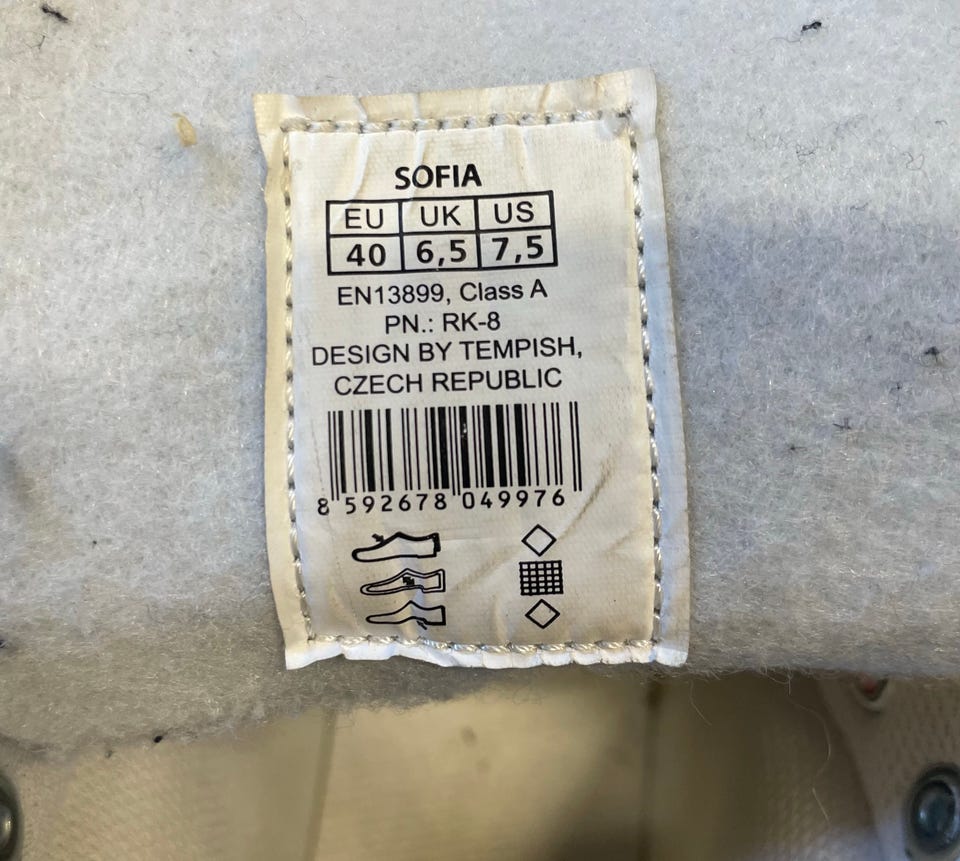 SOFIA
EU UK US
40 6,5 7,5
EN13899, Class A
PN.: RK-8
DESIGN BY TEMPISH,
CZECH REPUBLIC
8 592678 049976